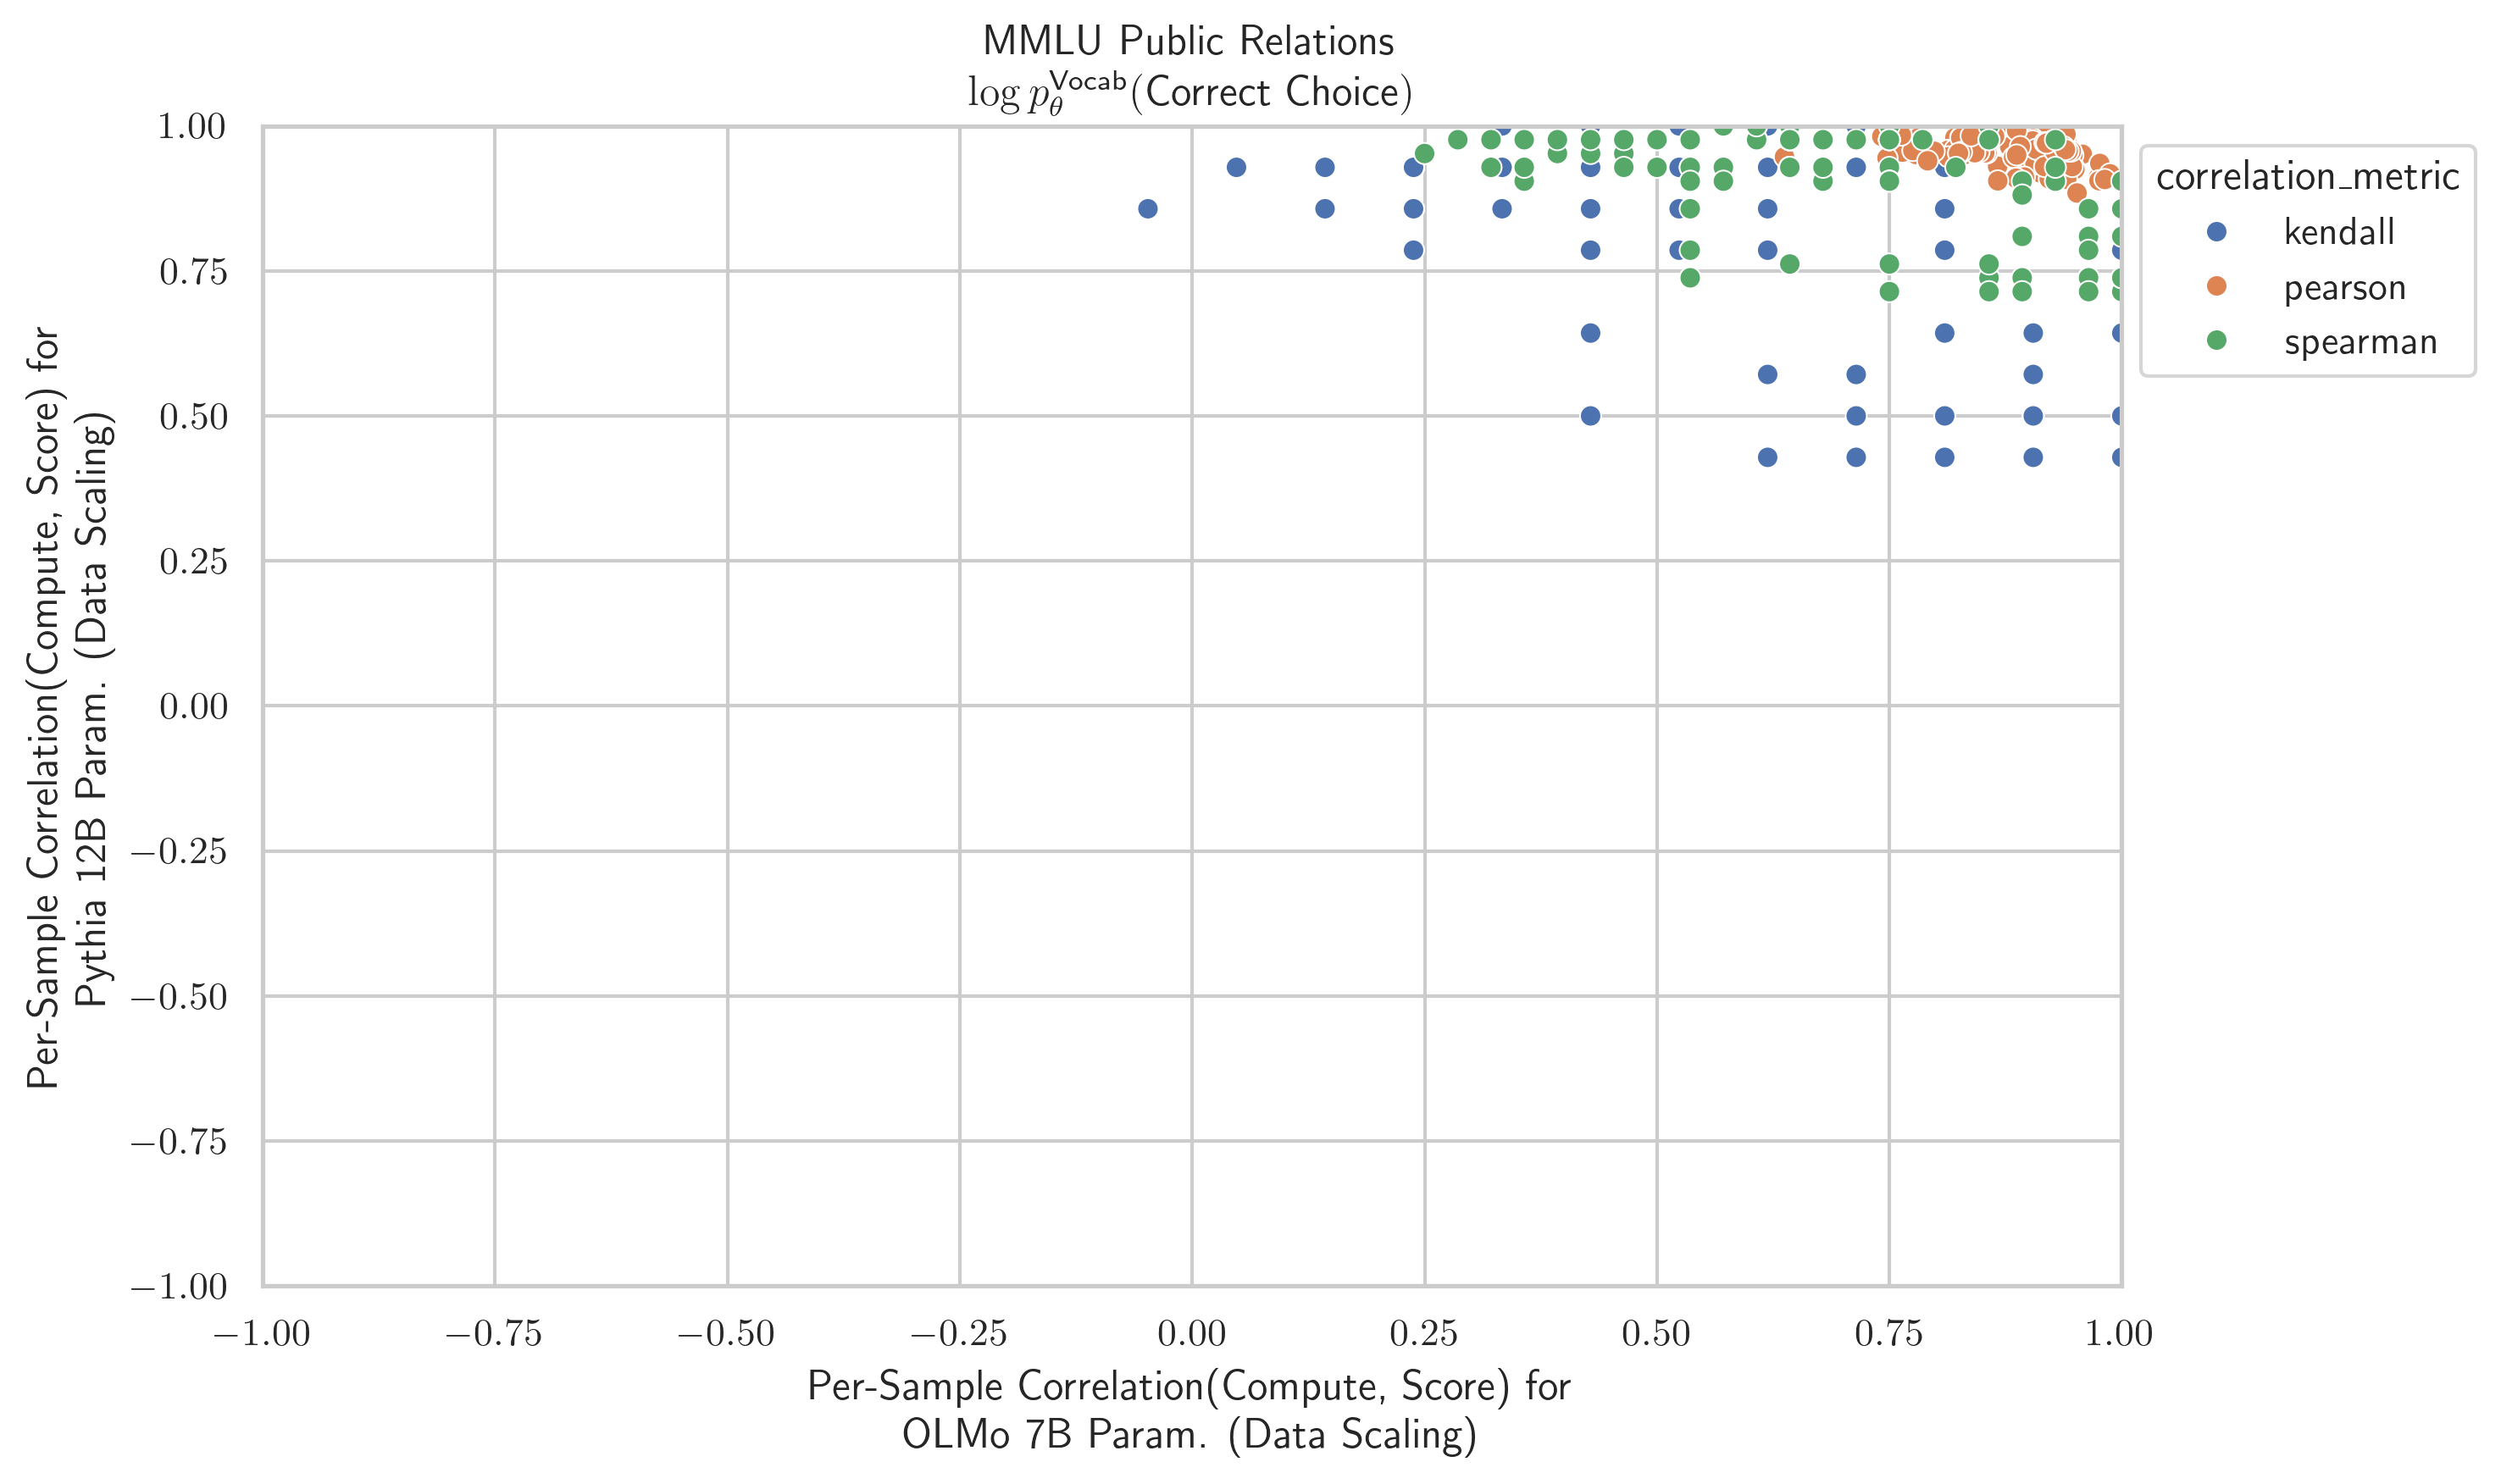 MMLU Public Relations
log p_θ^Vocab(Correct Choice)
Per-Sample Correlation(Compute, Score) for
Pythia 12B Param. (Data Scaling)
1.00
0.75
0.50
0.25
0.00
−0.25
−0.50
−0.75
−1.00
−1.00
−0.75
−0.50
−0.25
0.00
0.25
0.50
0.75
1.00
Per-Sample Correlation(Compute, Score) for
OLMo 7B Param. (Data Scaling)
correlation_metric
kendall
pearson
spearman